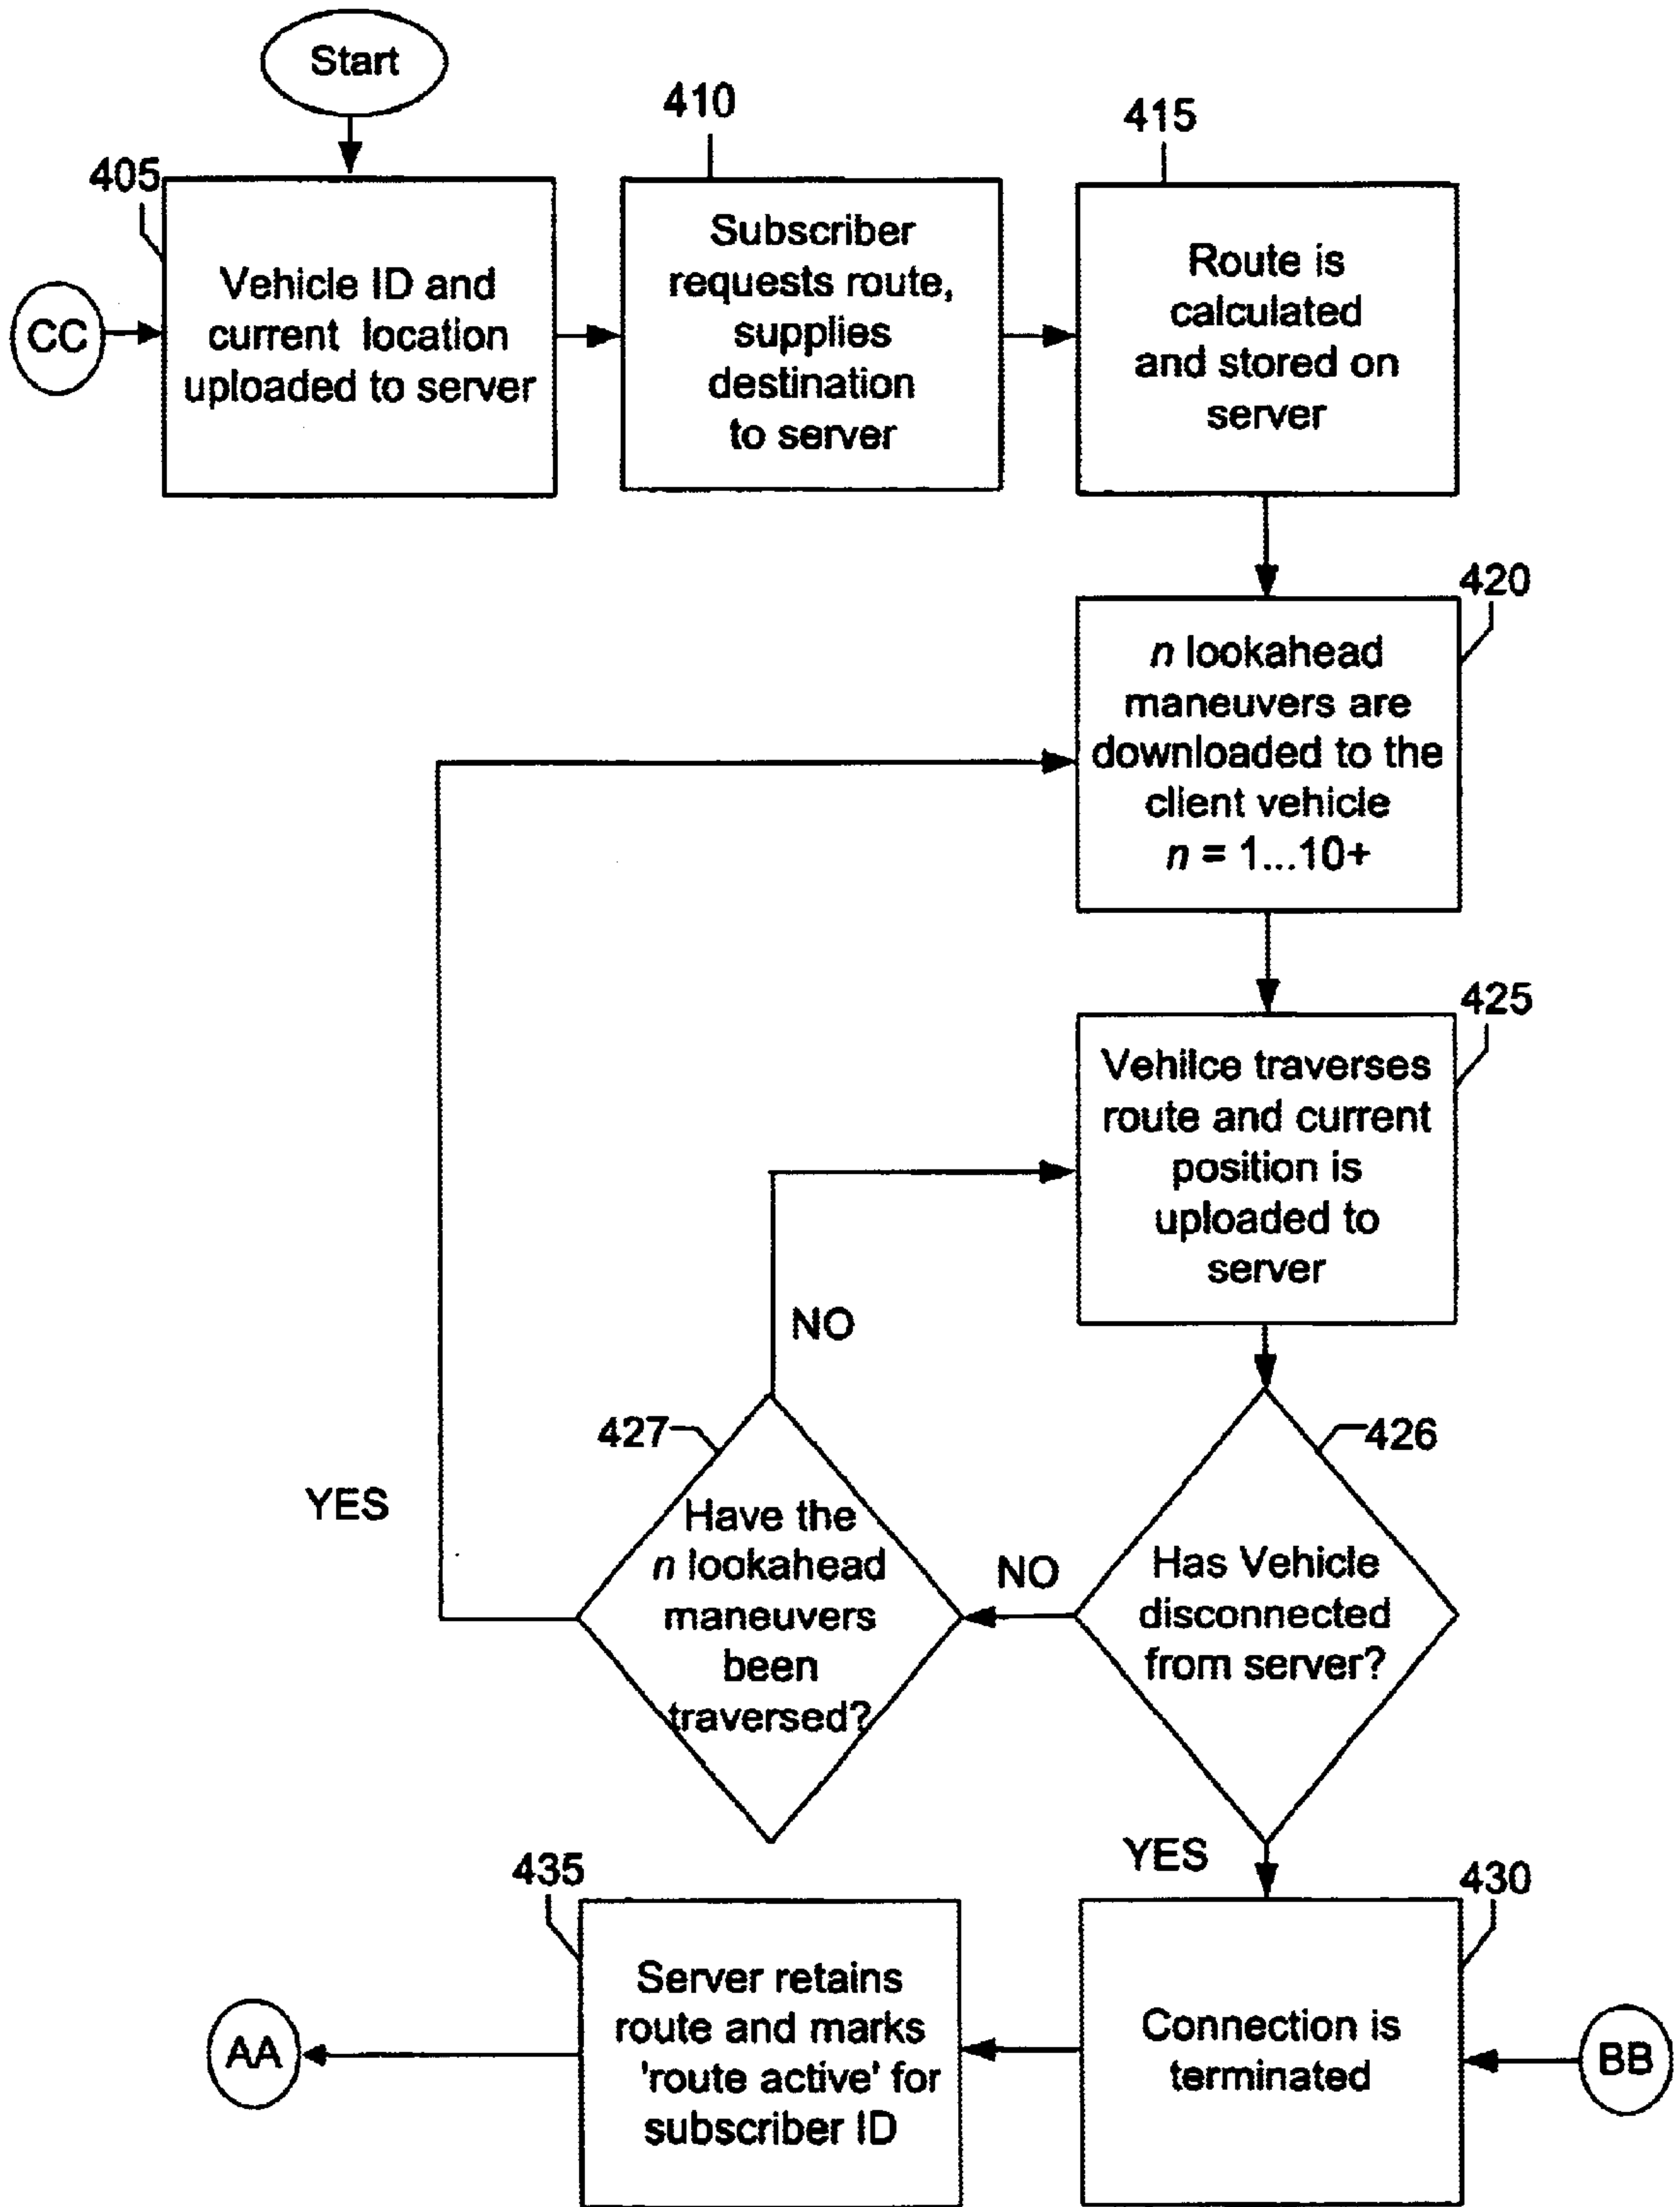 Start
410
415
405
CC
Vehicle ID and
current location
uploaded to server
Subscriber
requests route,
supplies
destination
to server
Route is
calculated
and stored on
server
420
n lookahead
maneuvers are
downloaded to the
client vehicle
n = 1...10+
425
Vehilce traverses
route and current
position is
uploaded to
server
NO
427
426
YES
Have the
n lookahead
maneuvers
been
traversed?
NO
Has Vehicle
disconnected
from server?
YES
435
430
AA
Server retains
route and marks
'route active' for
subscriber ID
Connection is
terminated
BB